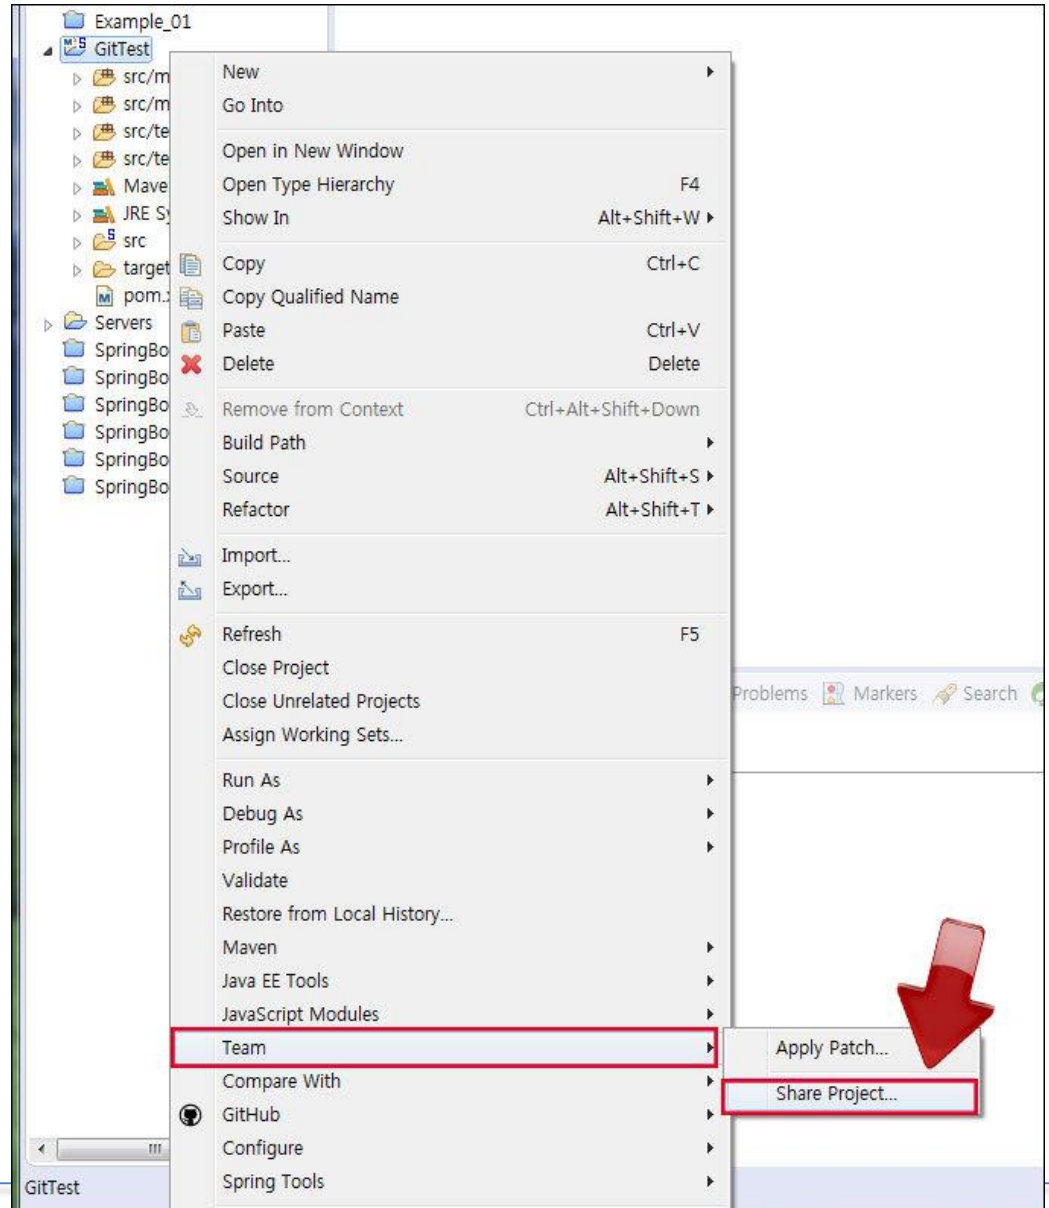 Example_01
GitTest
src/m
src/m
src/te
src/te
Mave
JRE Sy
src
target
pom.x
Servers
SpringBo
SpringBo
SpringBo
SpringBo
SpringBo
SpringBo
New
Go Into
Open in New Window
Open Type Hierarchy F4
Show In Alt+Shift+W
Copy Ctrl+C
Copy Qualified Name
Paste Ctrl+V
Delete Delete
Remove from Context Ctrl+Alt+Shift+Down
Build Path
Source Alt+Shift+S
Refactor Alt+Shift+T
Import...
Export...
Refresh F5
Close Project
Close Unrelated Projects
Assign Working Sets...
Run As
Debug As
Profile As
Validate
Restore from Local History...
Maven
Java EE Tools
JavaScript Modules
Team
Compare With
GitHub
Configure
Spring Tools
Apply Patch...
Share Project...
Problems Markers Search
GitTest